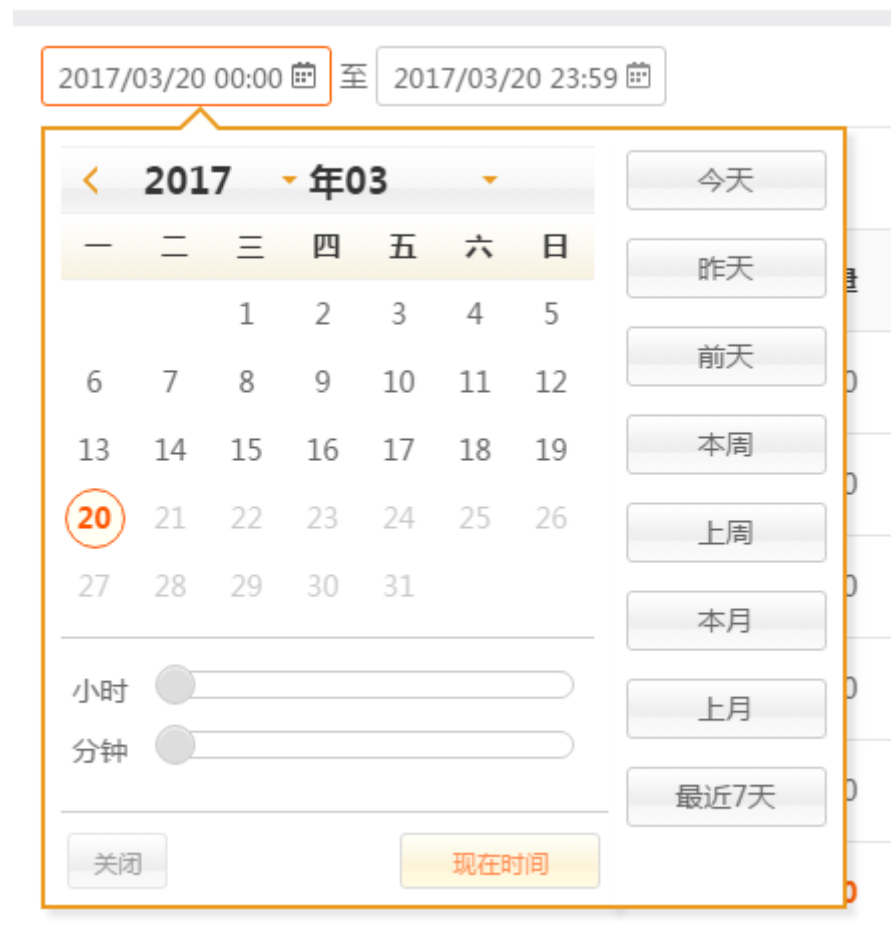 2017/03/20 00:00 至 2017/03/20 23:59
2017 年03
一 二 三 四 五 六 日
1 2 3 4 5
6 7 8 9 10 11 12
13 14 15 16 17 18 19
20 21 22 23 24 25 26
27 28 29 30 31
小时
分钟
关闭 现在时间
今天
昨天
前天
本周
上周
本月
上月
最近7天